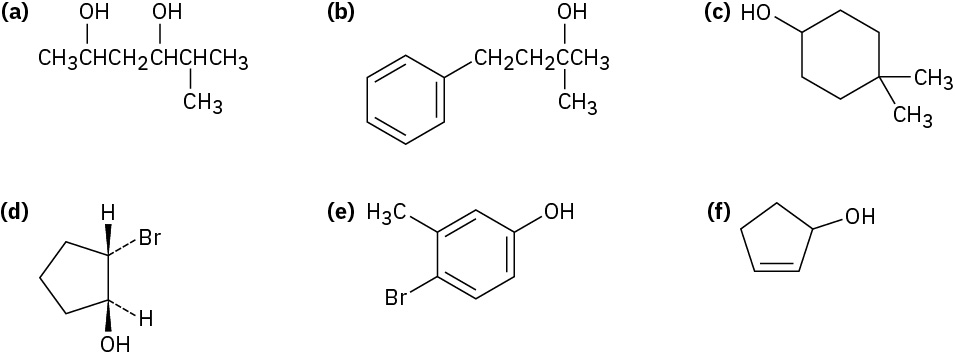 (a)
OH OH
CH₃CHCH₂CHCHCH₃
CH₃
(b)
OH
CH₂CH₂CCH₃
CH₃
(c)
HO
CH₃
CH₃
(d)
H
Br
H
OH
(e)
H₃C
OH
Br
(f)
OH